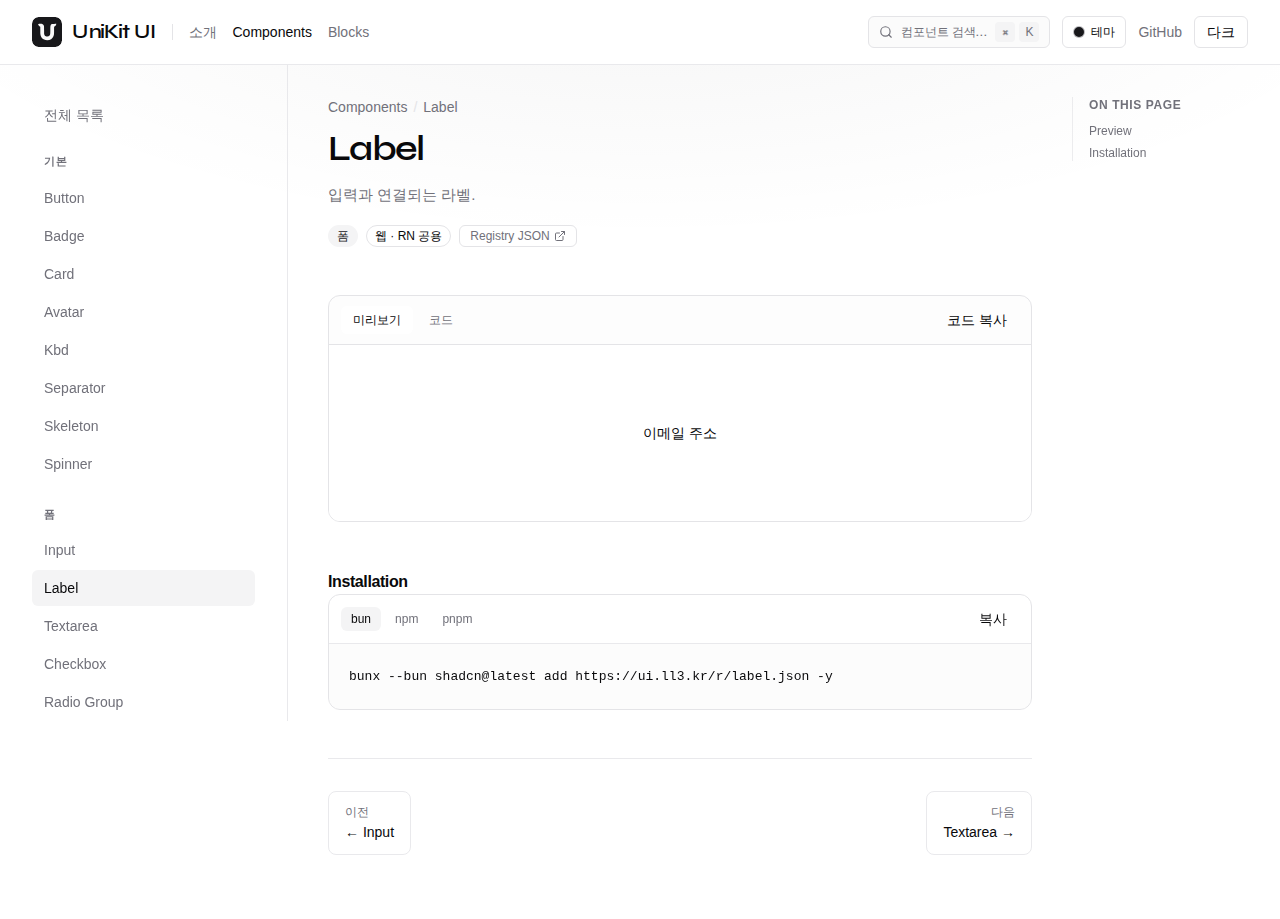 UniKit UI
소개
Components
Blocks
컴포넌트 검색…
⌘
K
테마
GitHub
다크
전체 목록
기본
Button
Badge
Card
Avatar
Kbd
Separator
Skeleton
Spinner
폼
Input
Label
Textarea
Checkbox
Radio Group
Components / Label
Label
입력과 연결되는 라벨.
폼
웹 · RN 공용
Registry JSON
미리보기
코드
코드 복사
이메일 주소
Installation
bun
npm
pnpm
복사
bunx --bun shadcn@latest add https://ui.ll3.kr/r/label.json -y
이전
← Input
다음
Textarea →
ON THIS PAGE
Preview
Installation